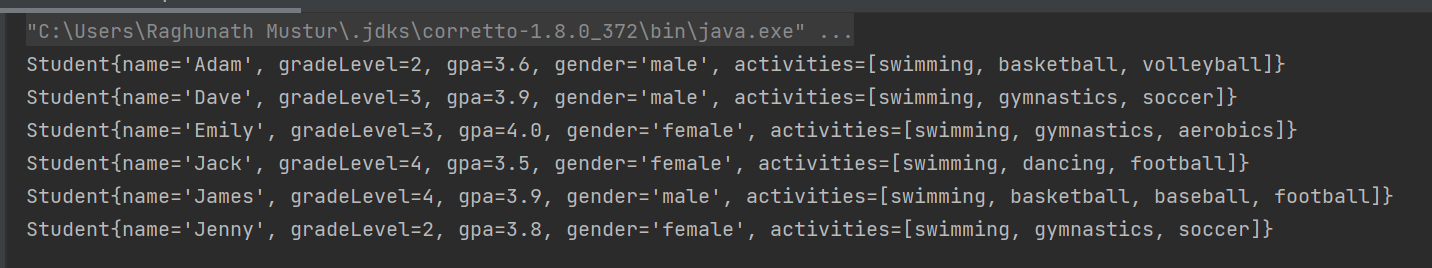 "C:\Users\Raghunath Mustur\.jdks\corretto-1.8.0_372\bin\java.exe" ...
Student{name='Adam', gradeLevel=2, gpa=3.6, gender='male', activities=[swimming, basketball, volleyball]}
Student{name='Dave', gradeLevel=3, gpa=3.9, gender='male', activities=[swimming, gymnastics, soccer]}
Student{name='Emily', gradeLevel=3, gpa=4.0, gender='female', activities=[swimming, gymnastics, aerobics]}
Student{name='Jack', gradeLevel=4, gpa=3.5, gender='female', activities=[swimming, dancing, football]}
Student{name='James', gradeLevel=4, gpa=3.9, gender='male', activities=[swimming, basketball, baseball, football]}
Student{name='Jenny', gradeLevel=2, gpa=3.8, gender='female', activities=[swimming, gymnastics, soccer]}